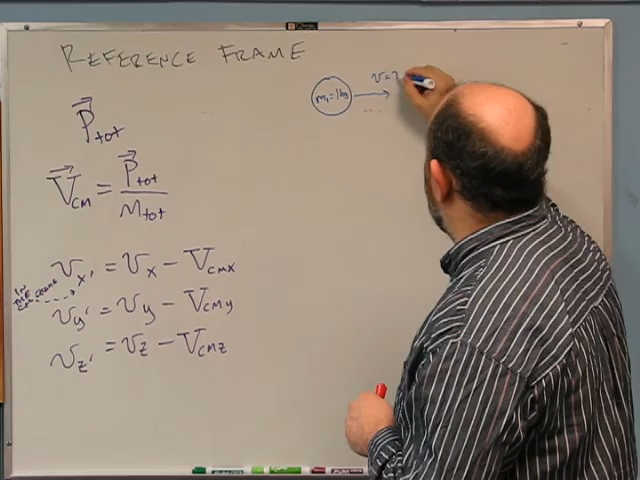 REFERENCE FRAME
m₁=1kg
v=2
P⃗tot
V⃗cm = P⃗tot / Mtot
IN THE CM FRAME
vx' = vx - Vcmx
vy' = vy - Vcmy
vz' = vz - Vcmz